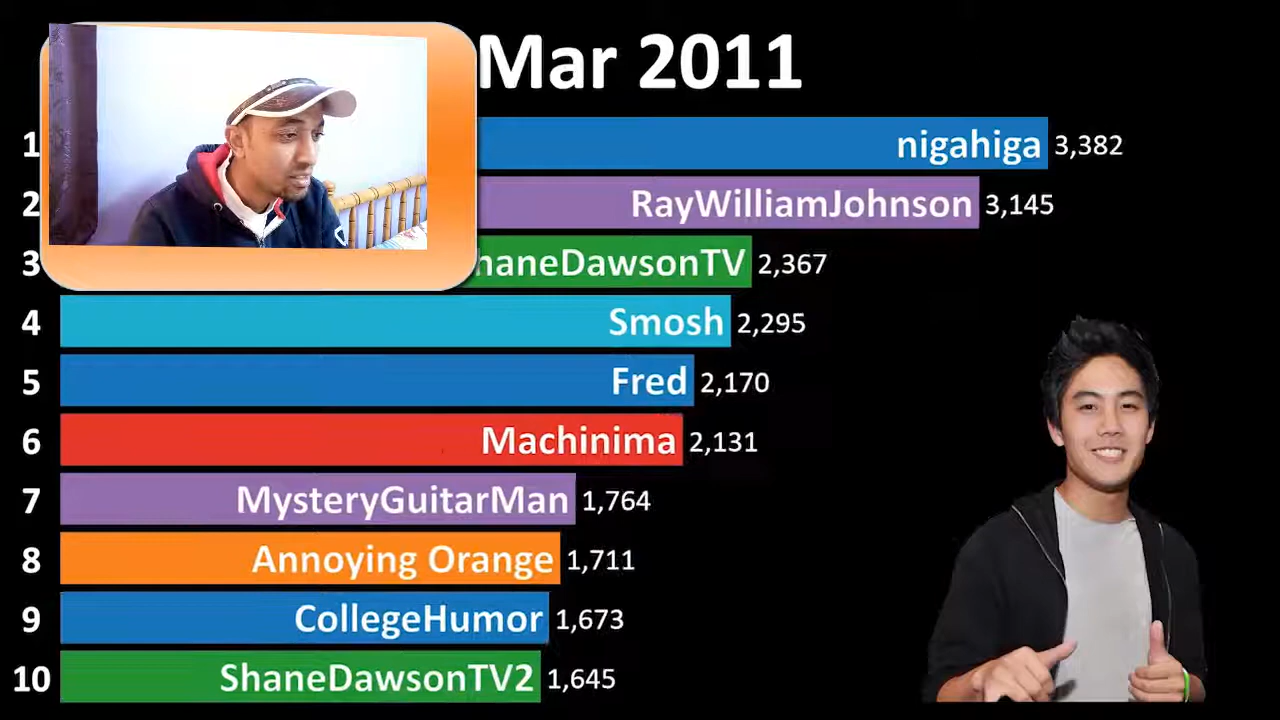 Mar 2011
1 nigahiga 3,382
2 RayWilliamJohnson 3,145
3 haneDawsonTV 2,367
4 Smosh 2,295
5 Fred 2,170
6 Machinima 2,131
7 MysteryGuitarMan 1,764
8 Annoying Orange 1,711
9 CollegeHumor 1,673
10 ShaneDawsonTV2 1,645